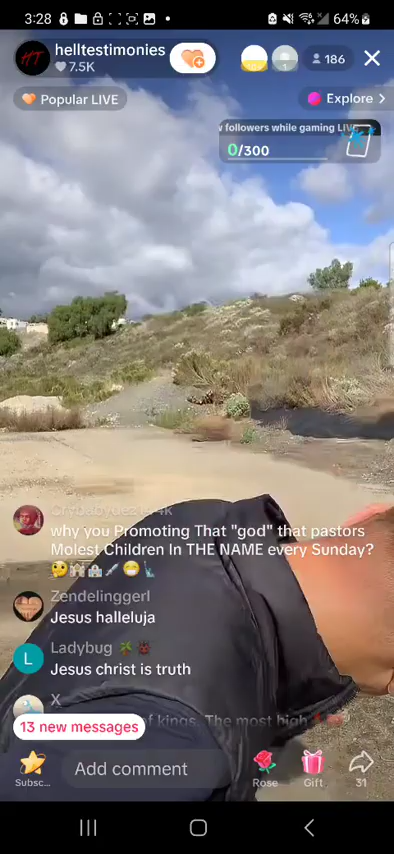 3:28
64%
HT
helltestimonies
7.5K
1
186
Popular LIVE
Explore >
followers while gaming LIVE
0/300
why you Promoting That "god" that pastors
Molest Children In THE NAME every Sunday?
Zendelinggerl
Jesus halleluja
Ladybug
L
Jesus christ is truth
X
13 new messages
of kings. The most high
Subsc...
Add comment
Rose
Gift
31